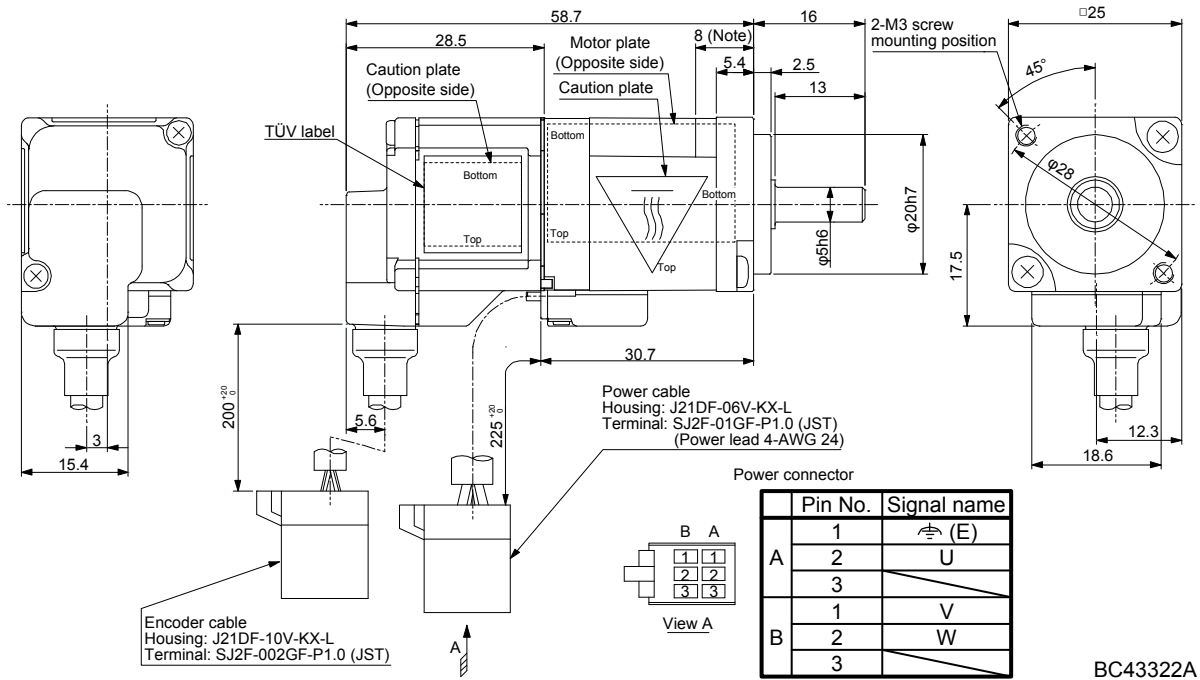 58.7
16
□25
28.5
8 (Note)
Motor plate
(Opposite side)
5.4
2.5
2-M3 screw
mounting position
Caution plate
(Opposite side)
Caution plate
13
45°
TÜV label
Bottom
Bottom
Bottom
Top
Top
Top
φ5h6
φ20h7
φ28
17.5
30.7
200 +20 0
225 +20 0
5.6
3
15.4
12.3
18.6
Power cable
Housing: J21DF-06V-KX-L
Terminal: SJ2F-01GF-P1.0 (JST)
(Power lead 4-AWG 24)
Power connector
Pin No. Signal name
A 1 (E)
2 U
3
B 1 V
2 W
3
B A
1 1
2 2
3 3
View A
A
Encoder cable
Housing: J21DF-10V-KX-L
Terminal: SJ2F-002GF-P1.0 (JST)
BC43322A